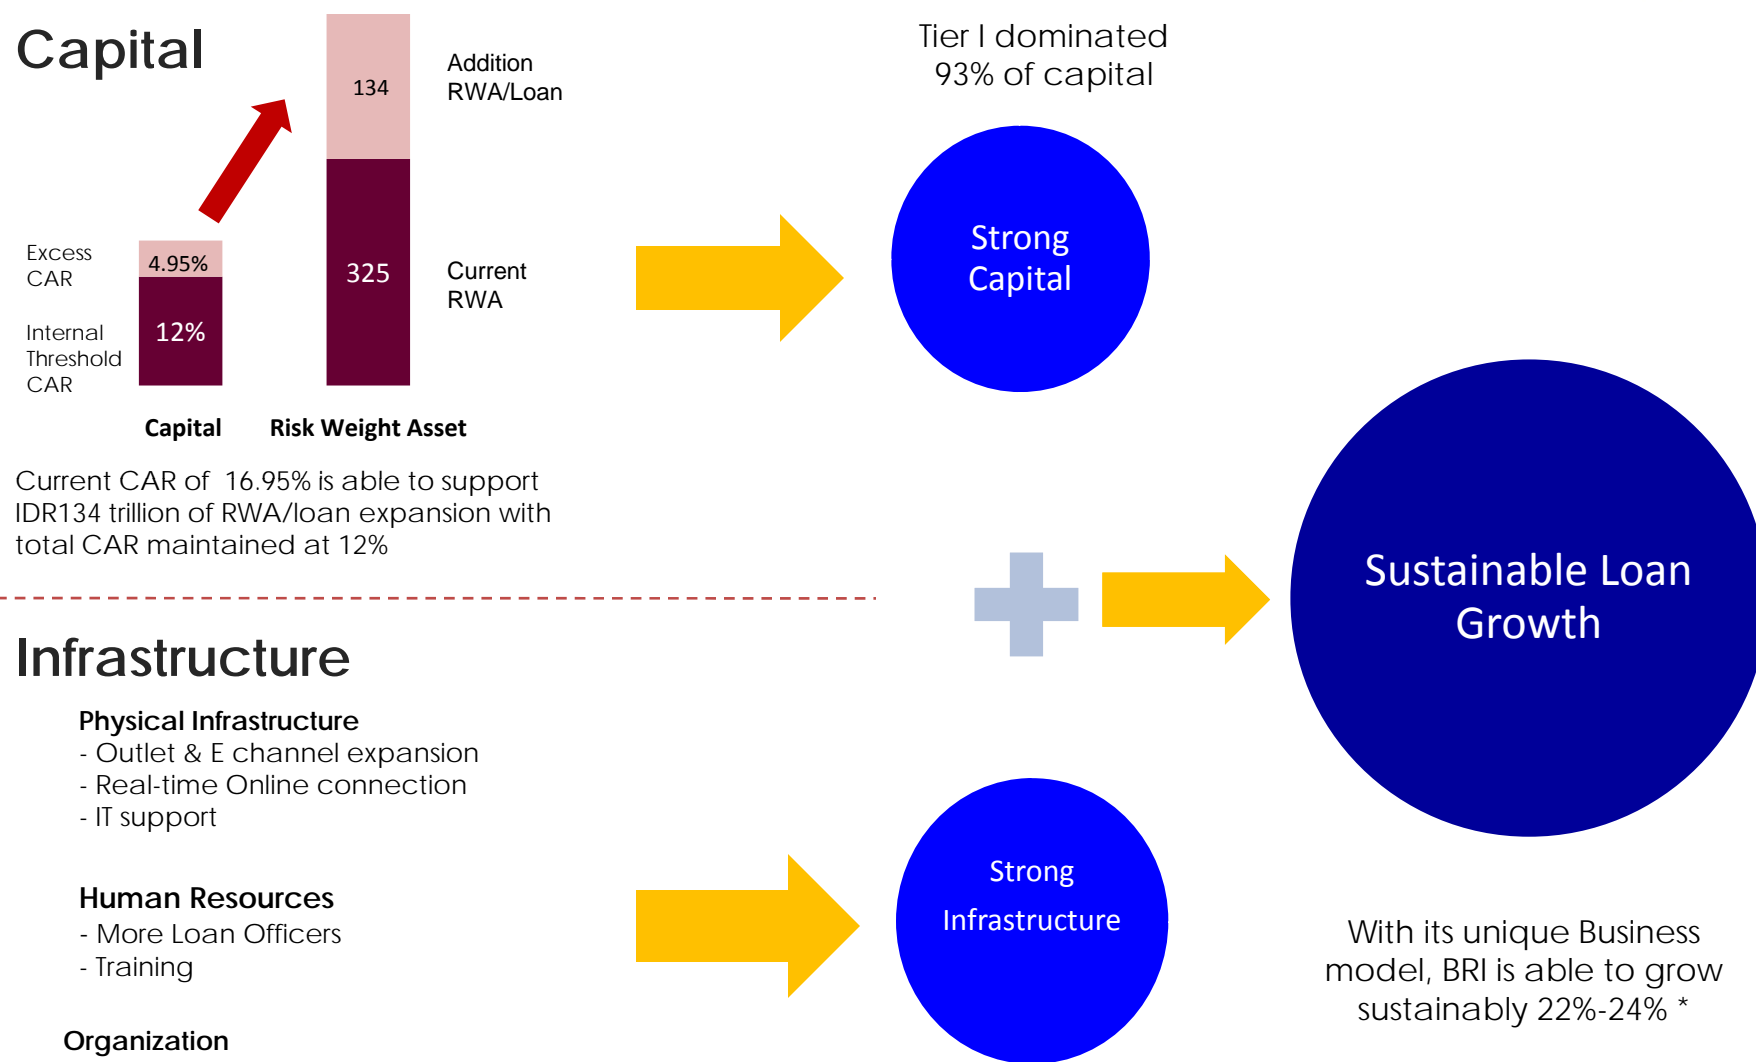 Capital
134
Addition
RWA/Loan
Excess
CAR
4.95%
325
Current
RWA
Internal
Threshold
CAR
12%
Capital
Risk Weight Asset
Current CAR of 16.95% is able to support
IDR134 trillion of RWA/loan expansion with
total CAR maintained at 12%
Tier I dominated
93% of capital
Strong
Capital
Infrastructure
Physical Infrastructure
- Outlet & E channel expansion
- Real-time Online connection
- IT support
Human Resources
- More Loan Officers
- Training
Organization
Strong
Infrastructure
Sustainable Loan
Growth
With its unique Business
model, BRI is able to grow
sustainably 22%-24% *